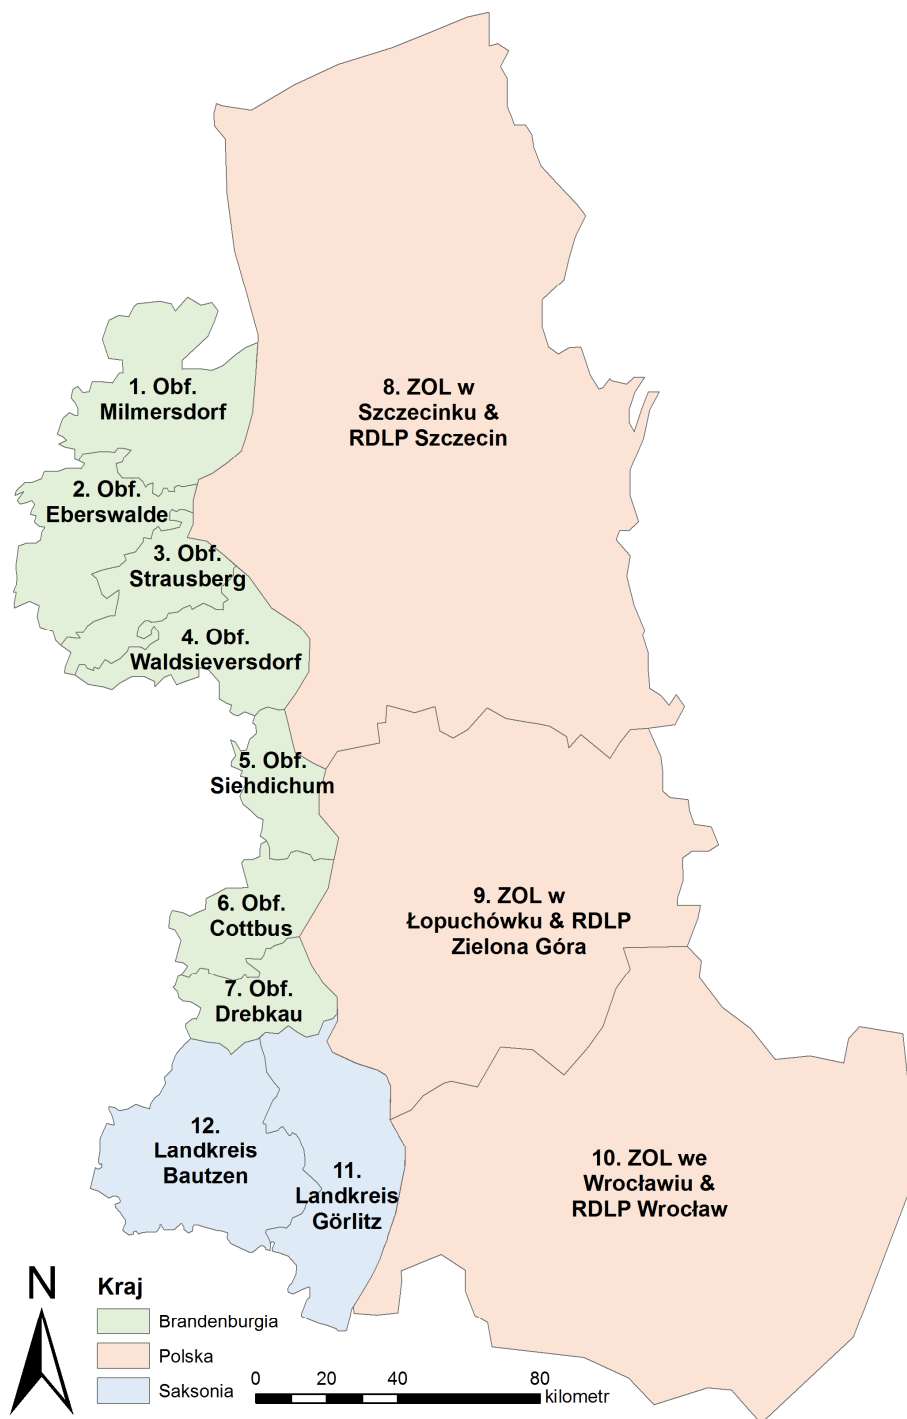 1. Obf.
Milmersdorf
2. Obf.
Eberswalde
3. Obf.
Strausberg
4. Obf.
Waldsieversdorf
5. Obf.
Siehdichum
6. Obf.
Cottbus
7. Obf.
Drebkau
8. ZOL w
Szczecinku &
RDLP Szczecin
9. ZOL w
Łopuchówku & RDLP
Zielona Góra
10. ZOL we
Wrocławiu &
RDLP Wrocław
11.
Landkreis
Görlitz
12.
Landkreis
Bautzen
N
Kraj
Brandenburgia
Polska
Saksonia
0 20 40 80
kilometr